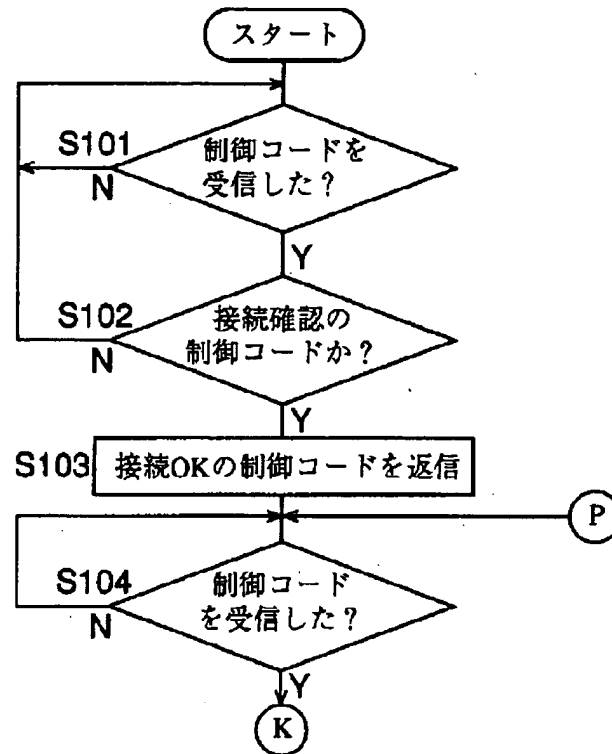 スタート
S101
制御コードを
受信した?
N
Y
S102
接続確認の
制御コードか?
N
Y
S103
接続OKの制御コードを返信
P
S104
制御コード
を受信した?
N
Y
K